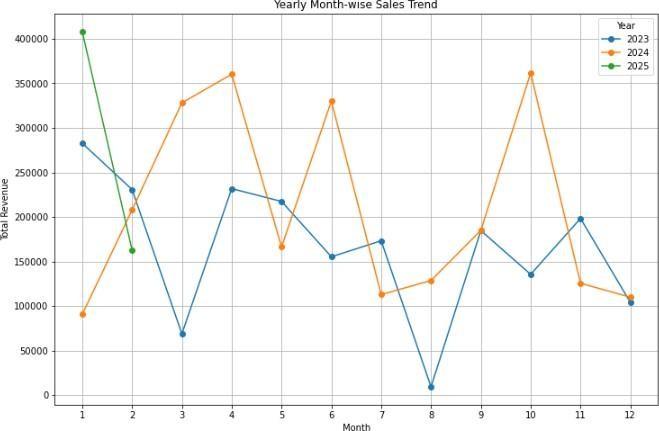 Yearly Month-wise Sales Trend
Year
2023
2024
2025
Total Revenue
400000
350000
300000
250000
200000
150000
100000
50000
0
1 2 3 4 5 6 7 8 9 10 11 12
Month